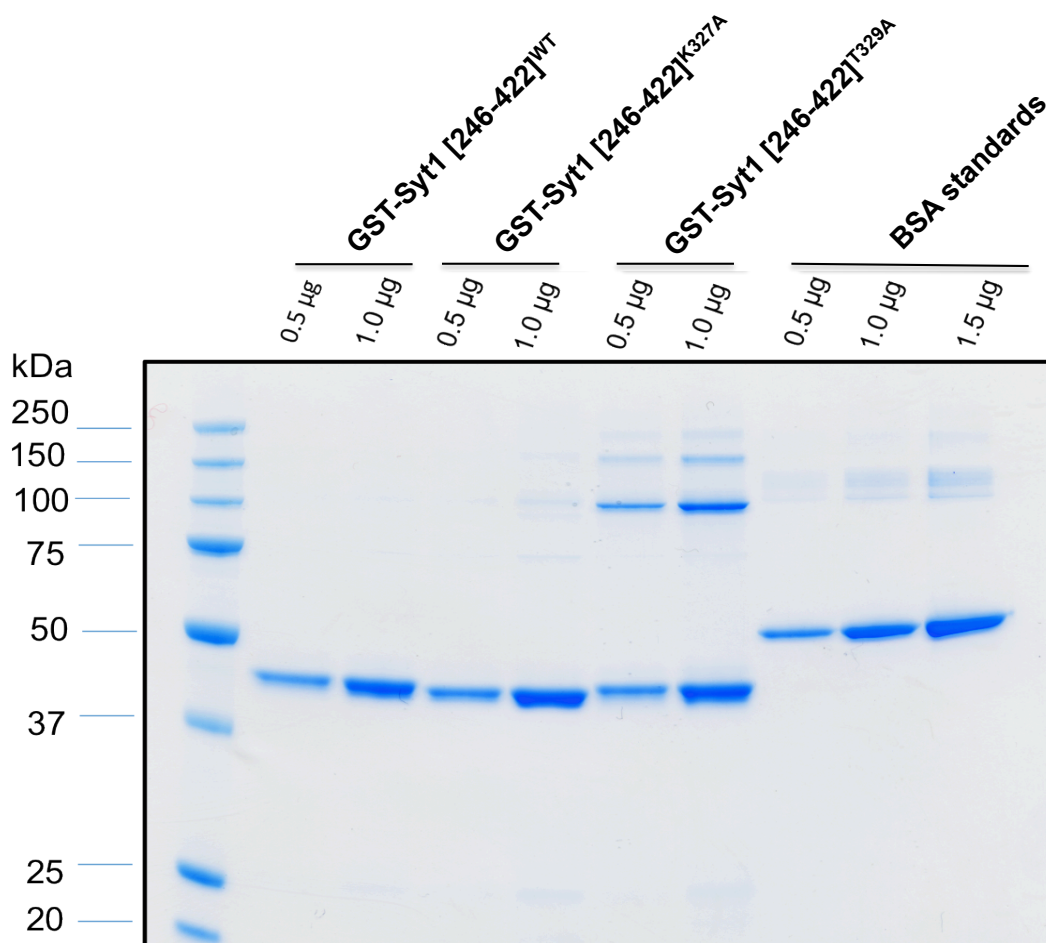 GST-Syt1 [246-422]WT
GST-Syt1 [246-422]K327A
GST-Syt1 [246-422]T329A
BSA standards
0.5 µg
1.0 µg
0.5 µg
1.0 µg
0.5 µg
1.0 µg
0.5 µg
1.0 µg
1.5 µg
kDa
250
150
100
75
50
37
25
20